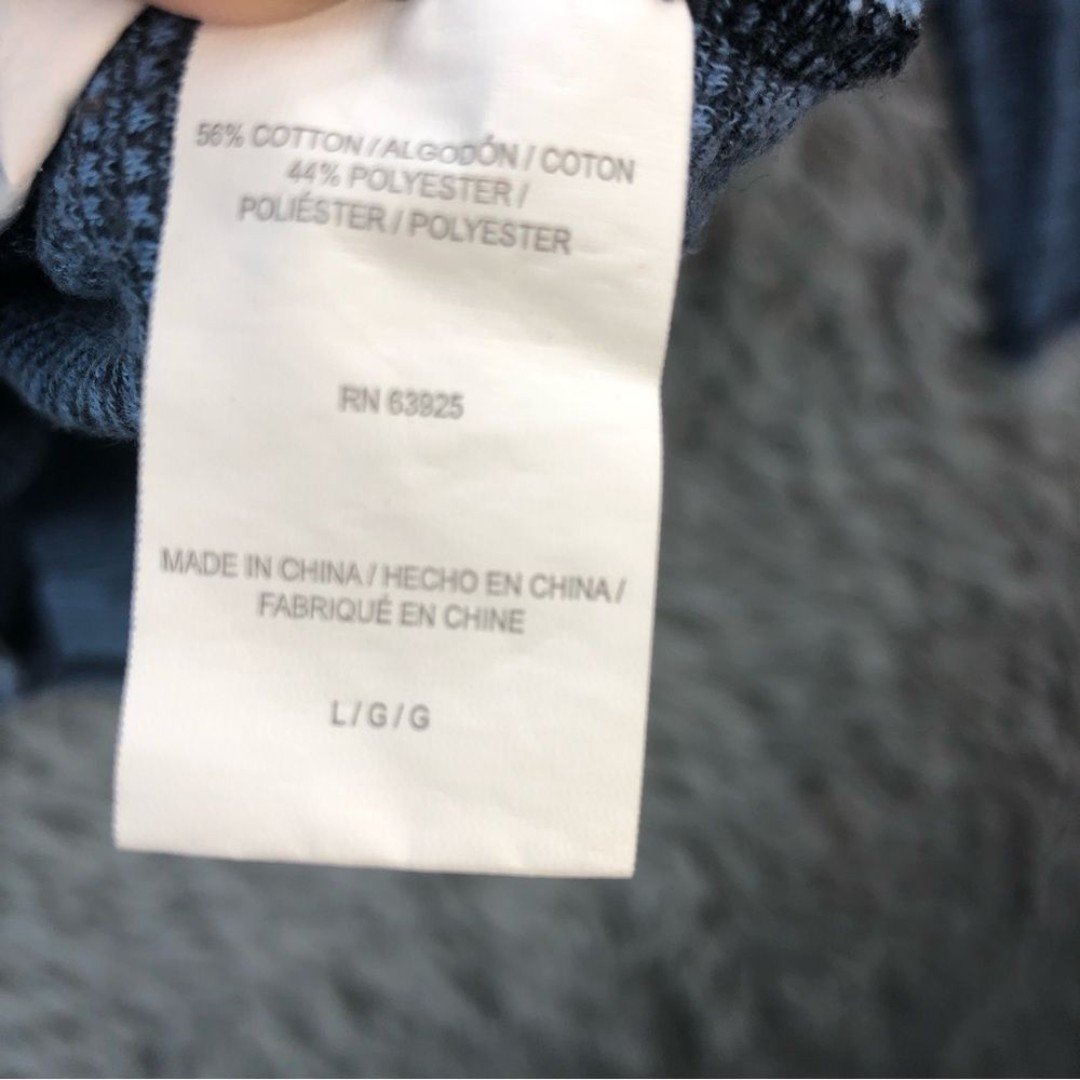 56% COTTON / ALGODÓN / COTON
44% POLYESTER /
POLIÉSTER / POLYESTER
RN 63925
MADE IN CHINA / HECHO EN CHINA /
FABRIQUÉ EN CHINE
L / G / G